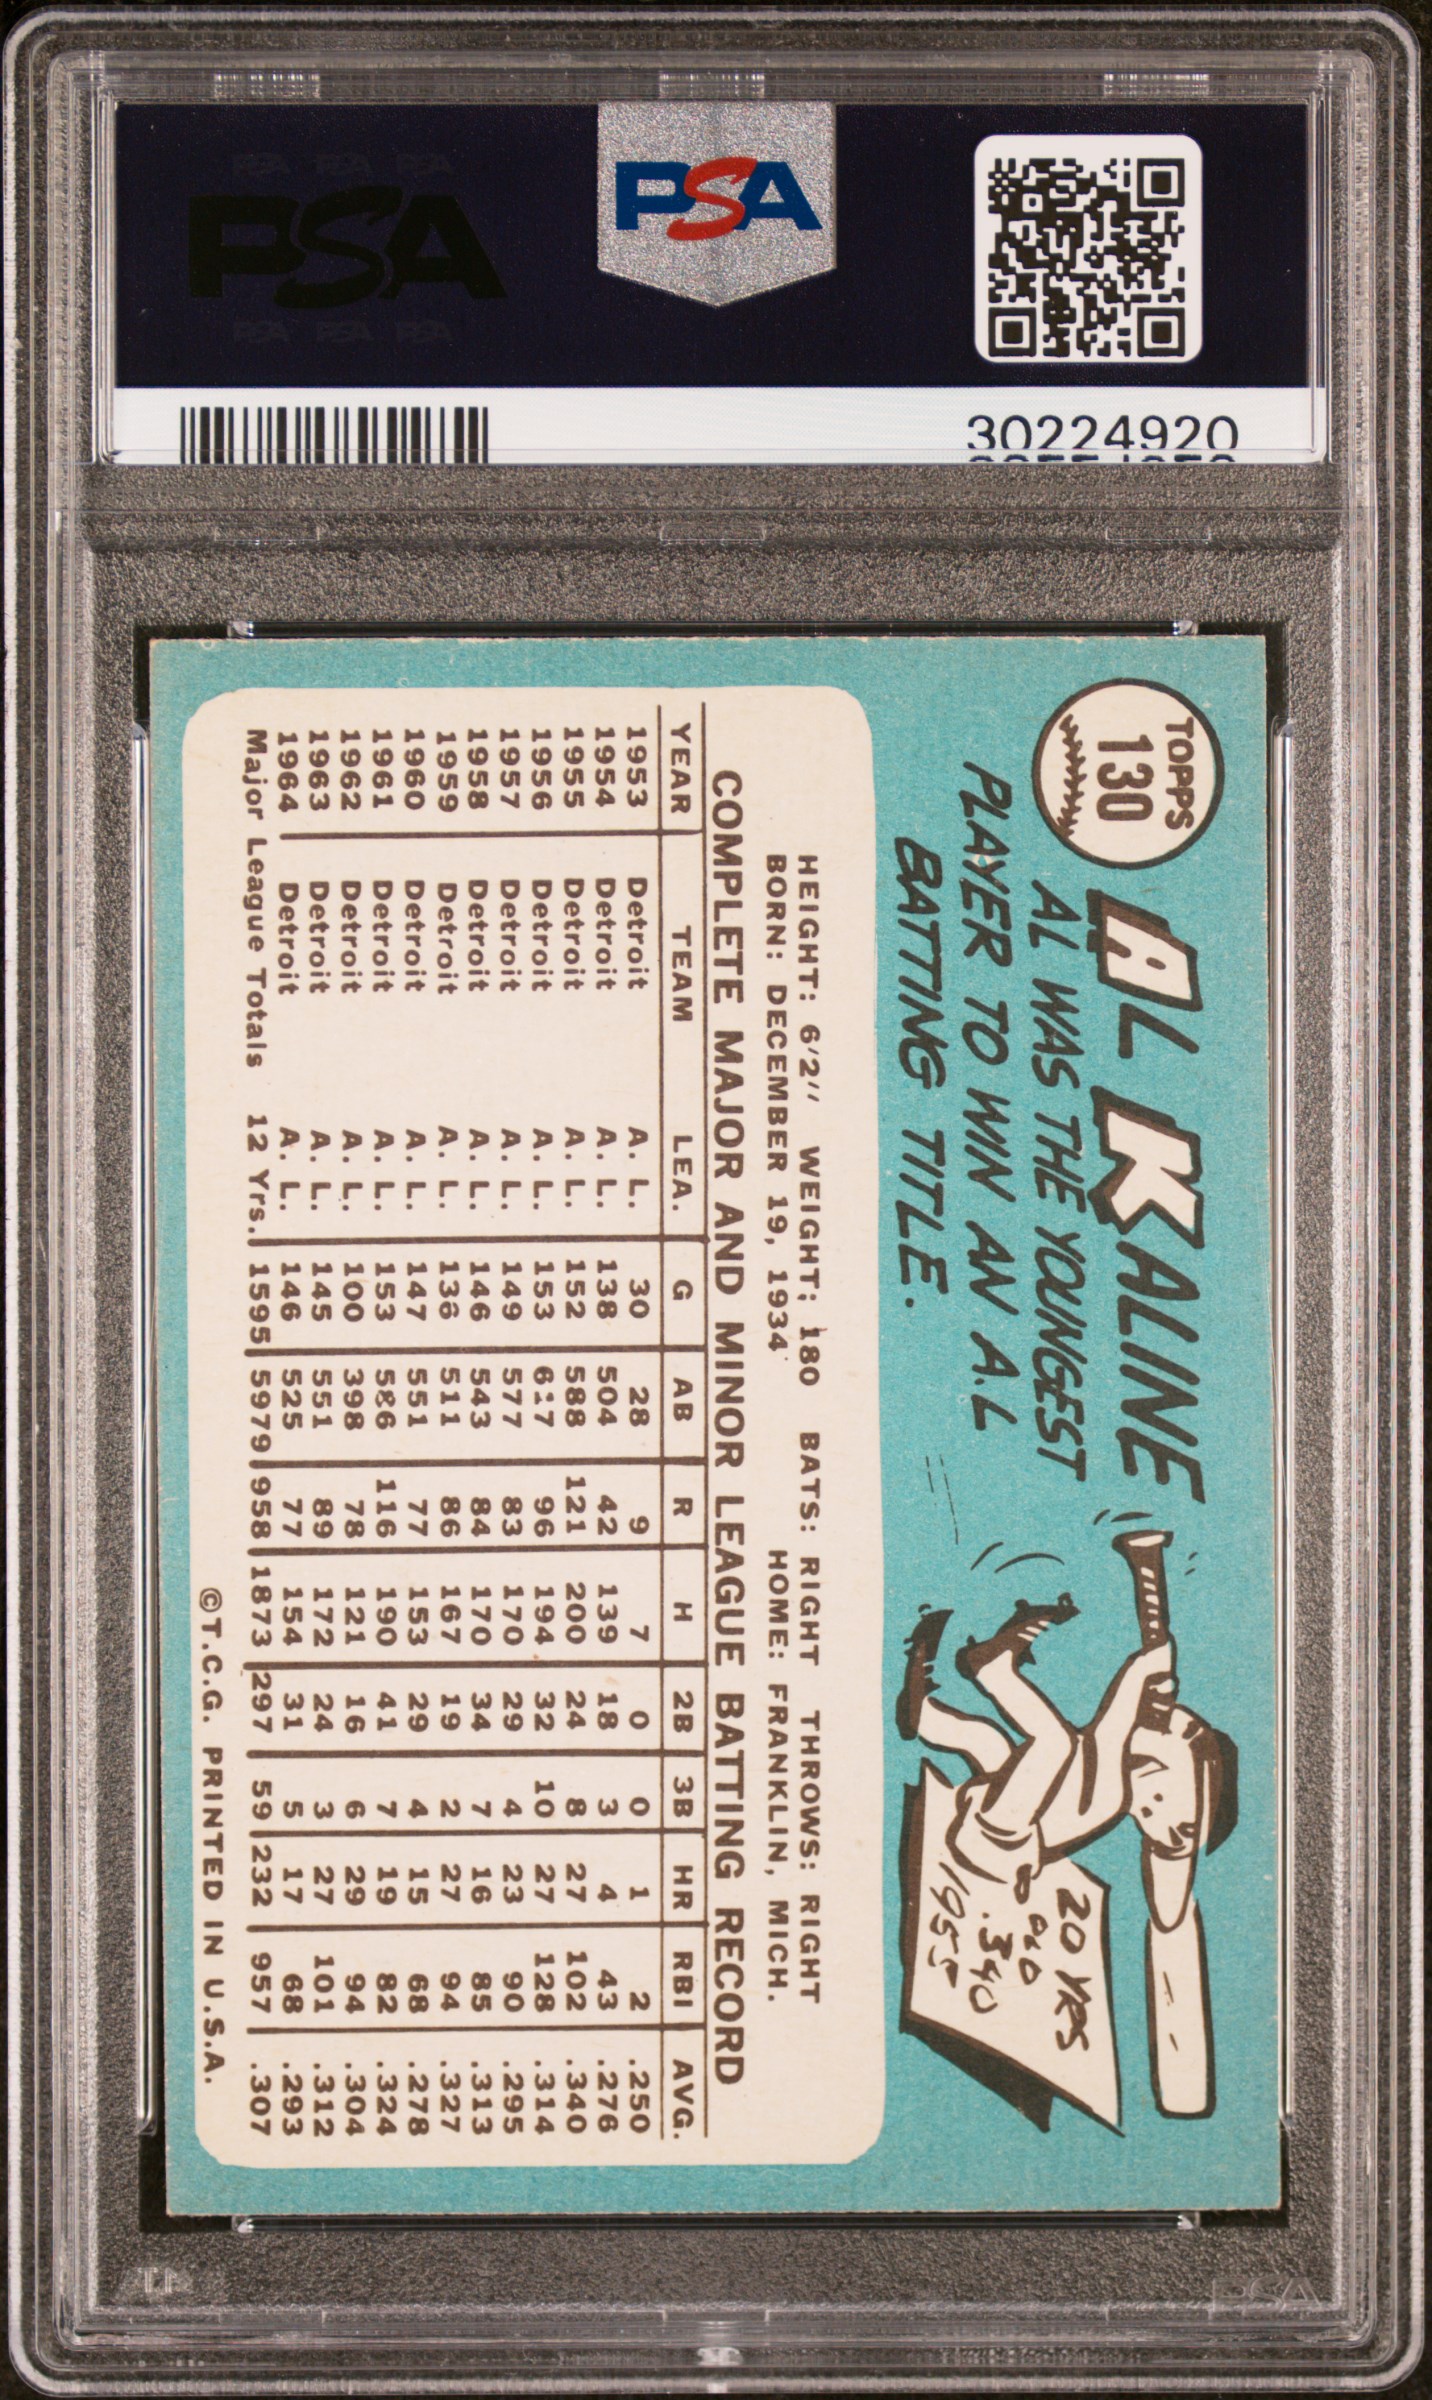 PSA
PSA PSA PSA
PSA
PSA PSA PSA
30224920
TOPPS
130
AL KALINE
AL WAS THE YOUNGEST
PLAYER TO WIN AN A.L
BATTING TITLE.
20 YRS
OLD
.340
1955
HEIGHT: 6'2'' WEIGHT; 180 BATS: RIGHT THROWS: RIGHT
BORN: DECEMBER 19, 1934 HOME: FRANKLIN, MICH.
COMPLETE MAJOR AND MINOR LEAGUE BATTING RECORD
YEAR TEAM LEA. G AB R H 2B 3B HR RBI AVG.
1953 Detroit A. L. 30 28 9 7 0 0 1 2 .250
1954 Detroit A. L. 138 504 42 139 18 3 4 43 .276
1955 Detroit A. L. 152 588 121 200 24 8 27 102 .340
1956 Detroit A. L. 153 617 96 194 32 10 27 128 .314
1957 Detroit A. L. 149 577 83 170 29 4 23 90 .295
1958 Detroit A. L. 146 543 84 170 34 7 16 85 .313
1959 Detroit A. L. 136 511 86 167 19 2 27 94 .327
1960 Detroit A. L. 147 551 77 153 29 4 15 68 .278
1961 Detroit A. L. 153 586 116 190 41 7 19 82 .324
1962 Detroit A. L. 100 398 78 121 16 6 29 94 .304
1963 Detroit A. L. 145 551 89 172 24 3 27 101 .312
1964 Detroit A. L. 146 525 77 154 31 5 17 68 .293
Major League Totals 12 Yrs. 1595 5979 958 1873 297 59 232 957 .307
©T.C.G. PRINTED IN U.S.A.
PSA